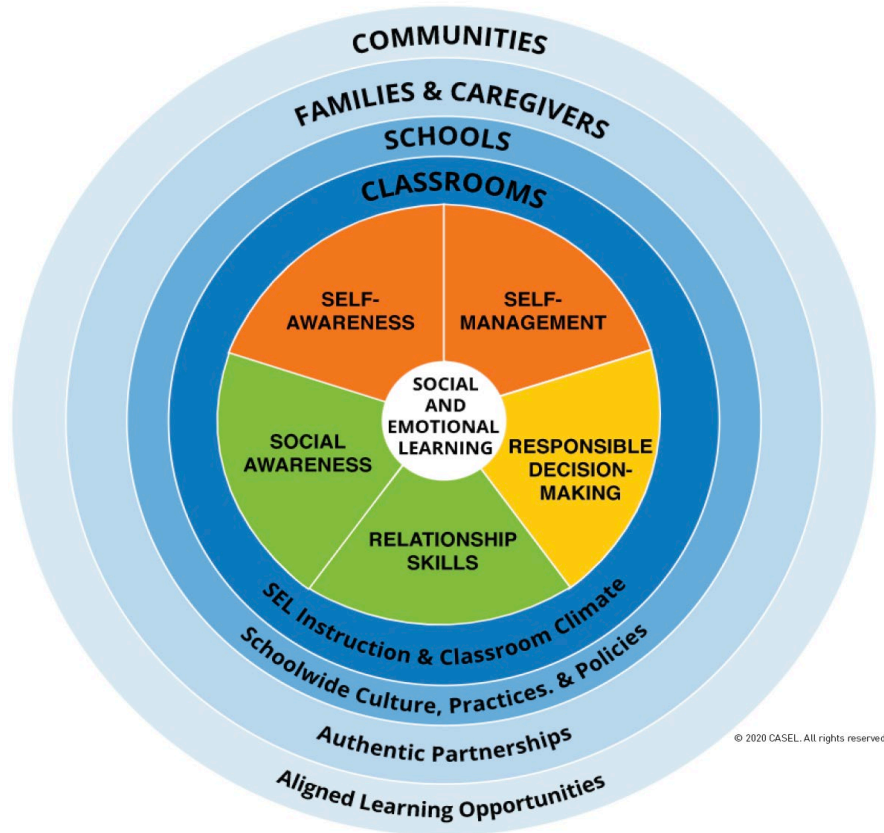 COMMUNITIES
FAMILIES & CAREGIVERS
SCHOOLS
CLASSROOMS
SELF-
AWARENESS
SELF-
MANAGEMENT
SOCIAL
AND
EMOTIONAL
LEARNING
SOCIAL
AWARENESS
RESPONSIBLE
DECISION-
MAKING
RELATIONSHIP
SKILLS
SEL Instruction & Classroom Climate
Schoolwide Culture, Practices. & Policies
Authentic Partnerships
Aligned Learning Opportunities
© 2020 CASEL. All rights reserved